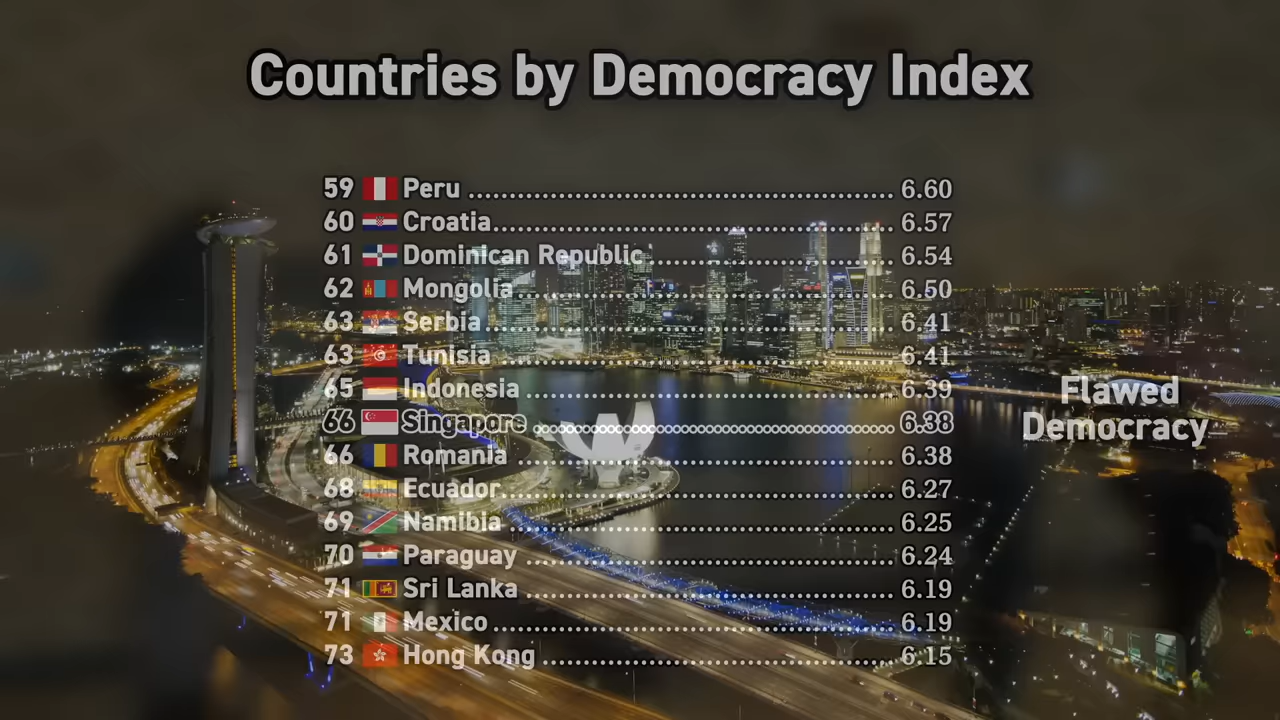 Countries by Democracy Index
59 Peru ........................................................ 6.60
60 Croatia..................................................... 6.57
61 Dominican Republic............................... 6.54
62 Mongolia.................................................. 6.50
63 Serbia...................................................... 6.41
63 Tunisia ..................................................... 6.41
65 Indonesia ................................................. 6.39
66 Singapore ................................................ 6.38
66 Romania .................................................. 6.38
68 Ecuador.................................................... 6.27
69 Namibia ................................................... 6.25
70 Paraguay ................................................. 6.24
71 Sri Lanka ................................................. 6.19
71 Mexico ..................................................... 6.19
73 Hong Kong ............................................... 6.15
Flawed
Democracy